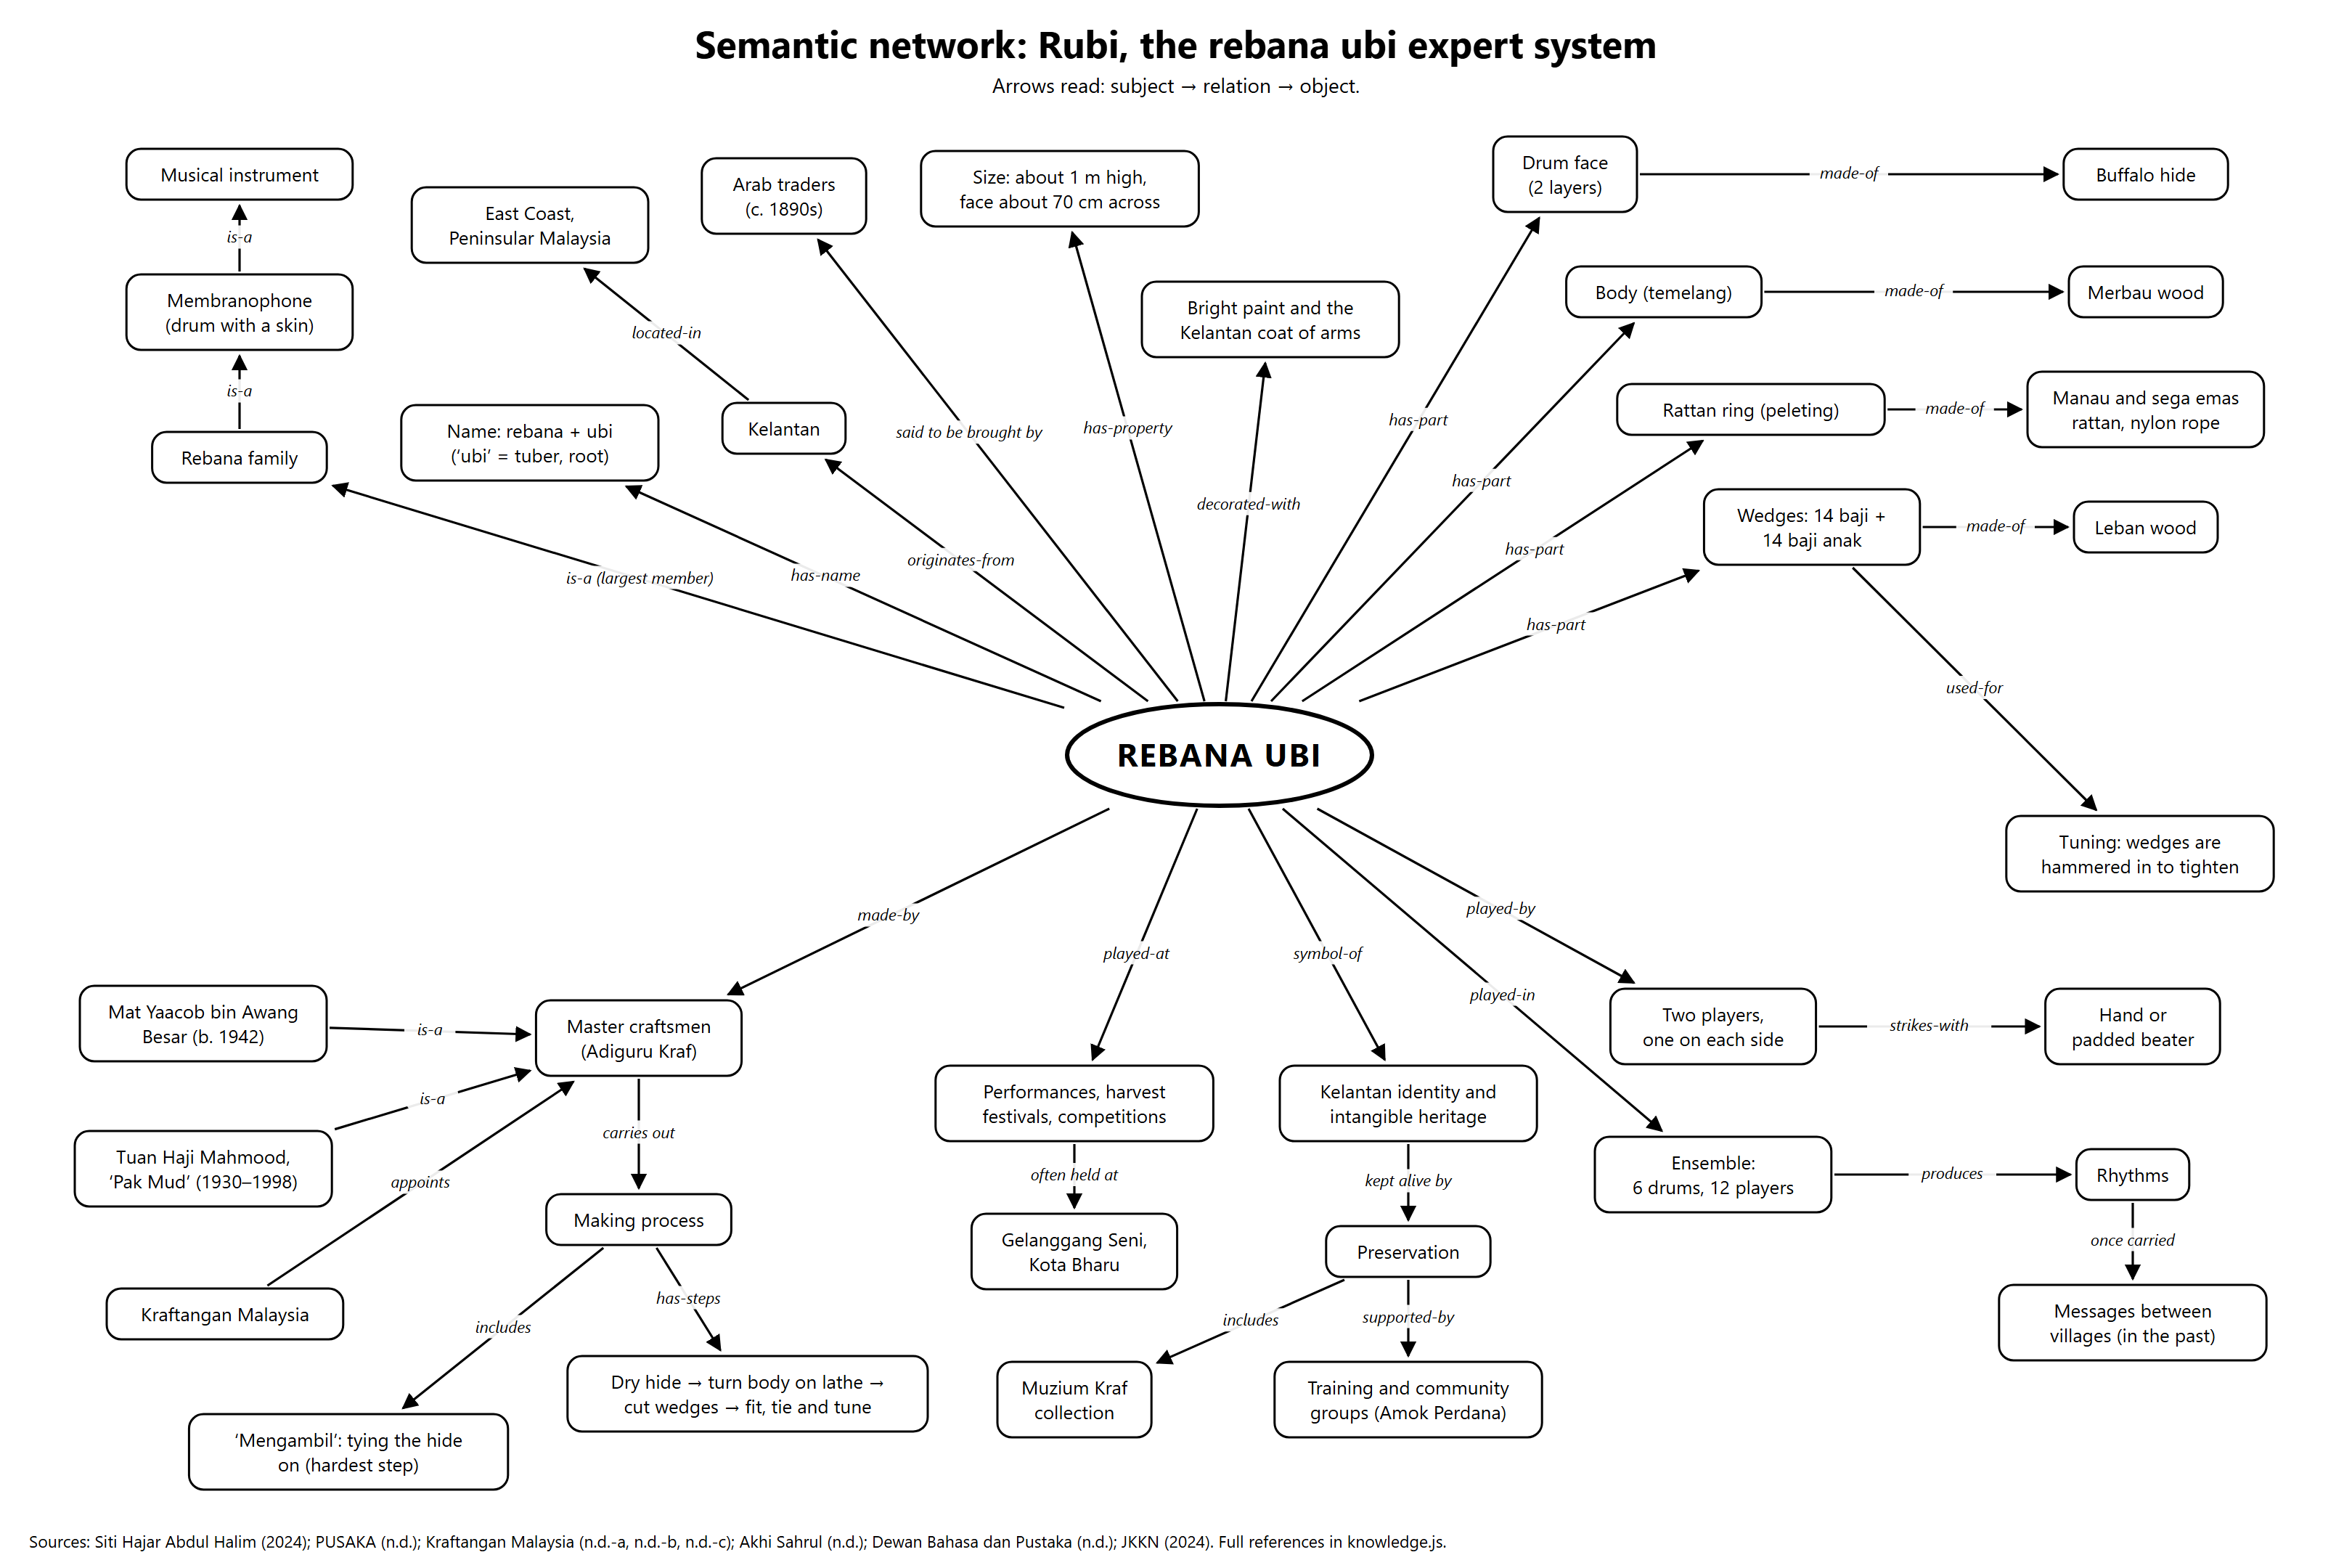 Semantic network: Rubi, the rebana ubi expert system
Arrows read: subject → relation → object.
Musical instrument
is-a
Membranophone
(drum with a skin)
is-a
Rebana family
is-a (largest member)
East Coast,
Peninsular Malaysia
located-in
Name: rebana + ubi
(‘ubi’ = tuber, root)
has-name
Kelantan
originates-from
Arab traders
(c. 1890s)
said to be brought by
Size: about 1 m high,
face about 70 cm across
has-property
Bright paint and the
Kelantan coat of arms
decorated-with
Drum face
(2 layers)
made-of
Buffalo hide
has-part
Body (temelang)
made-of
Merbau wood
has-part
Rattan ring (peleting)
made-of
Manau and sega emas
rattan, nylon rope
has-part
Wedges: 14 baji +
14 baji anak
made-of
Leban wood
has-part
used-for
Tuning: wedges are
hammered in to tighten
REBANA UBI
made-by
played-at
symbol-of
played-by
played-in
Mat Yaacob bin Awang
Besar (b. 1942)
is-a
Master craftsmen
(Adiguru Kraf)
Tuan Haji Mahmood,
‘Pak Mud’ (1930–1998)
is-a
appoints
Kraftangan Malaysia
carries out
Making process
includes
has-steps
‘Mengambil’: tying the hide
on (hardest step)
Dry hide → turn body on lathe →
cut wedges → fit, tie and tune
Performances, harvest
festivals, competitions
often held at
Gelanggang Seni,
Kota Bharu
Kelantan identity and
intangible heritage
kept alive by
Preservation
includes
supported-by
Muzium Kraf
collection
Training and community
groups (Amok Perdana)
Two players,
one on each side
strikes-with
Hand or
padded beater
Ensemble:
6 drums, 12 players
produces
Rhythms
once carried
Messages between
villages (in the past)
Sources: Siti Hajar Abdul Halim (2024); PUSAKA (n.d.); Kraftangan Malaysia (n.d.-a, n.d.-b, n.d.-c); Akhi Sahrul (n.d.); Dewan Bahasa dan Pustaka (n.d.); JKKN (2024). Full references in knowledge.js.